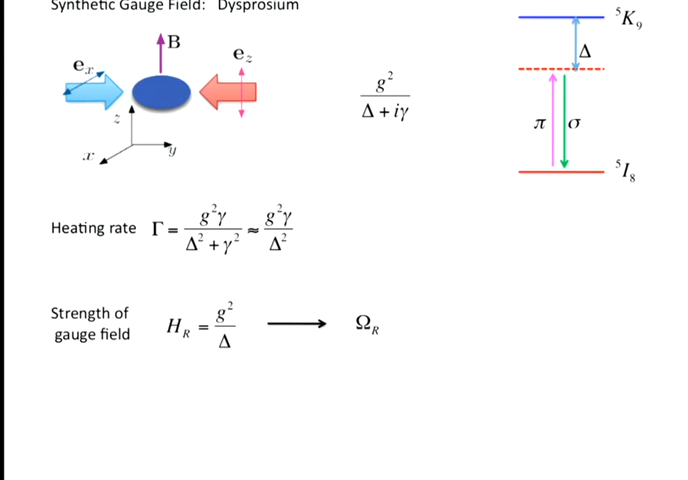 Synthetic Gauge Field: Dysprosium
B
e_x
e_z
z
x
y
g² / (Δ + iγ)
⁵K₉
Δ
π
σ
⁵I₈
Heating rate Γ = g²γ / (Δ² + γ²) ≈ g²γ / Δ²
Strength of
gauge field
H_R = g² / Δ ⟶ Ω_R